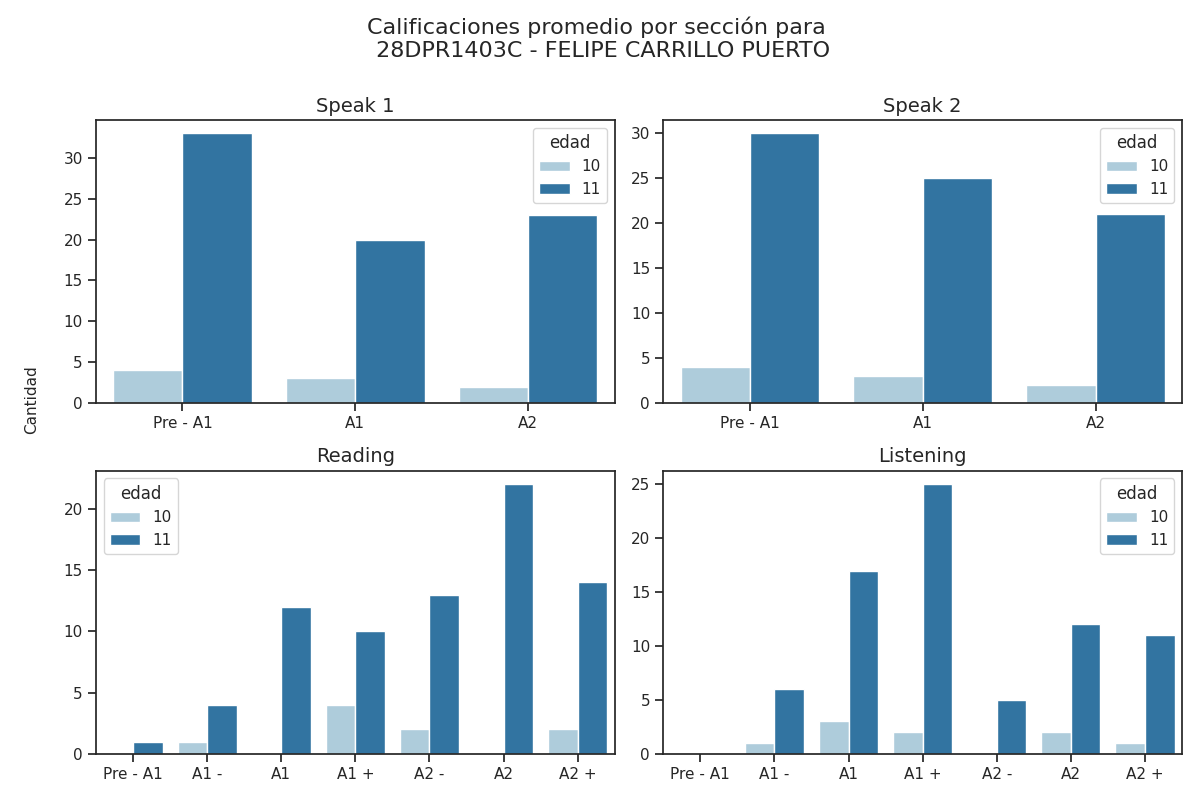 Calificaciones promedio por sección para
28DPR1403C - FELIPE CARRILLO PUERTO
Cantidad
Speak 1
30
25
20
15
10
5
0
Pre - A1 A1 A2
edad
10
11
Speak 2
30
25
20
15
10
5
0
Pre - A1 A1 A2
edad
10
11
Reading
20
15
10
5
0
Pre - A1 A1 - A1 A1 + A2 - A2 A2 +
edad
10
11
Listening
25
20
15
10
5
0
Pre - A1 A1 - A1 A1 + A2 - A2 A2 +
edad
10
11